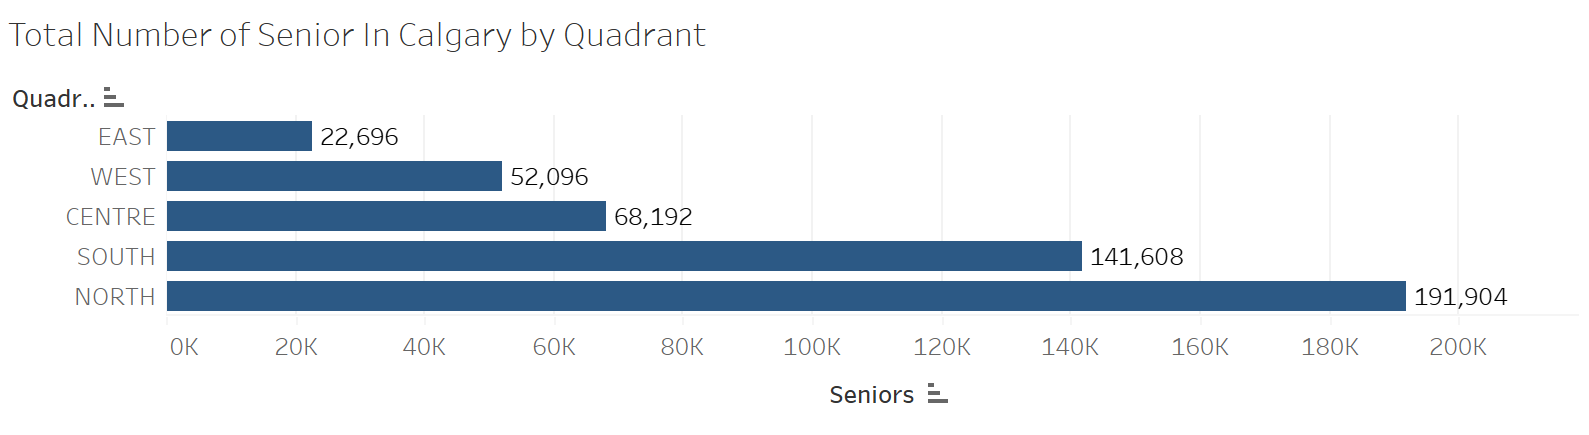 Total Number of Senior In Calgary by Quadrant
Quadr..
EAST 22,696
WEST 52,096
CENTRE 68,192
SOUTH 141,608
NORTH 191,904
0K 20K 40K 60K 80K 100K 120K 140K 160K 180K 200K
Seniors